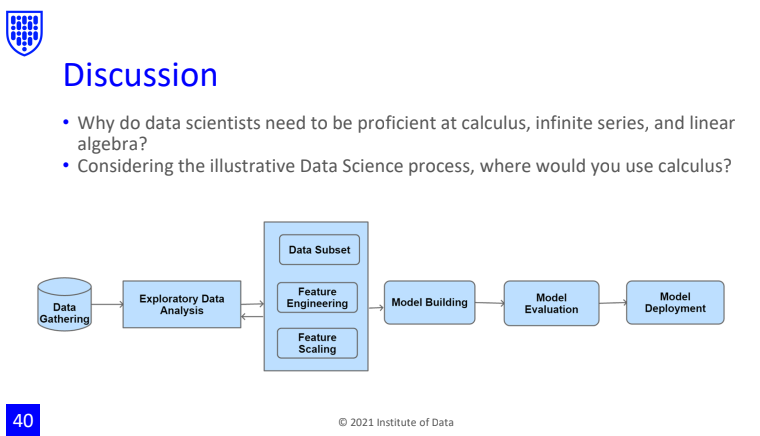 Discussion
• Why do data scientists need to be proficient at calculus, infinite series, and linear
algebra?
• Considering the illustrative Data Science process, where would you use calculus?
Data
Gathering
Exploratory Data
Analysis
Data Subset
Feature
Engineering
Feature
Scaling
Model Building
Model
Evaluation
Model
Deployment
40
© 2021 Institute of Data